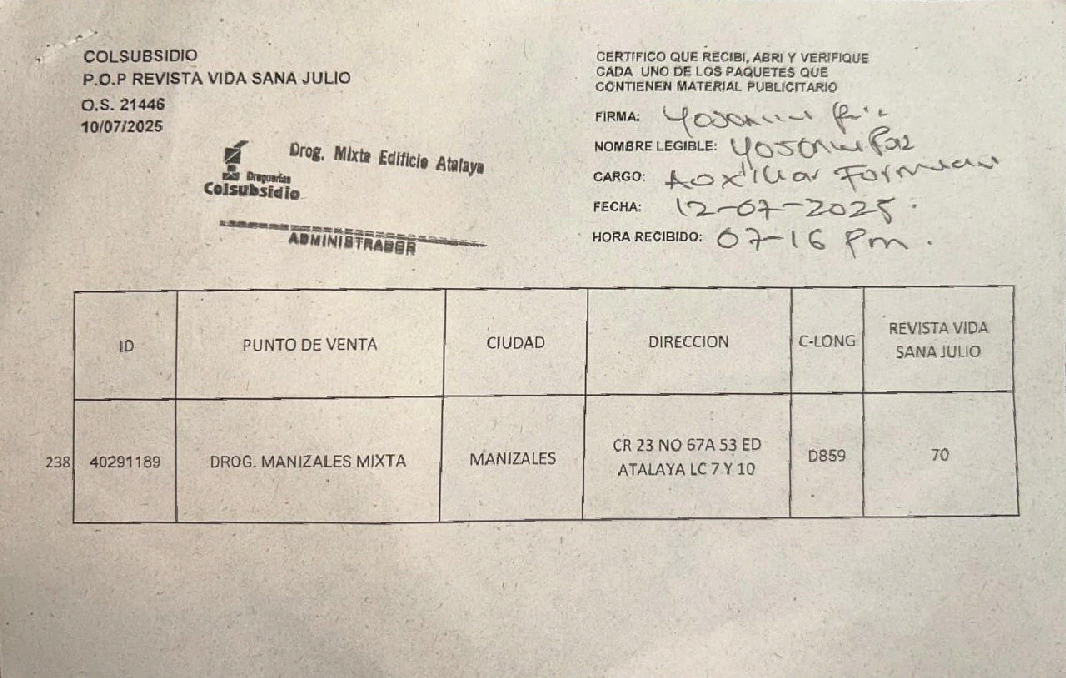 COLSUBSIDIO
P.O.P REVISTA VIDA SANA JULIO
O.S. 21446
10/07/2025
Drog. Mixta Edificio Atalaya
Droguerías
Colsubsidio
ADMINISTRADOR
CERTIFICO QUE RECIBI, ABRI Y VERIFIQUE
CADA UNO DE LOS PAQUETES QUE
CONTIENEN MATERIAL PUBLICITARIO
FIRMA:
NOMBRE LEGIBLE: Paz
CARGO: Aoxiliar
FECHA: 12-07-2025.
HORA RECIBIDO: 07-16 pm.
ID PUNTO DE VENTA CIUDAD DIRECCION C-LONG REVISTA VIDA SANA JULIO
238 40291189 DROG. MANIZALES MIXTA MANIZALES CR 23 NO 67A 53 ED ATALAYA LC 7 Y 10 D859 70